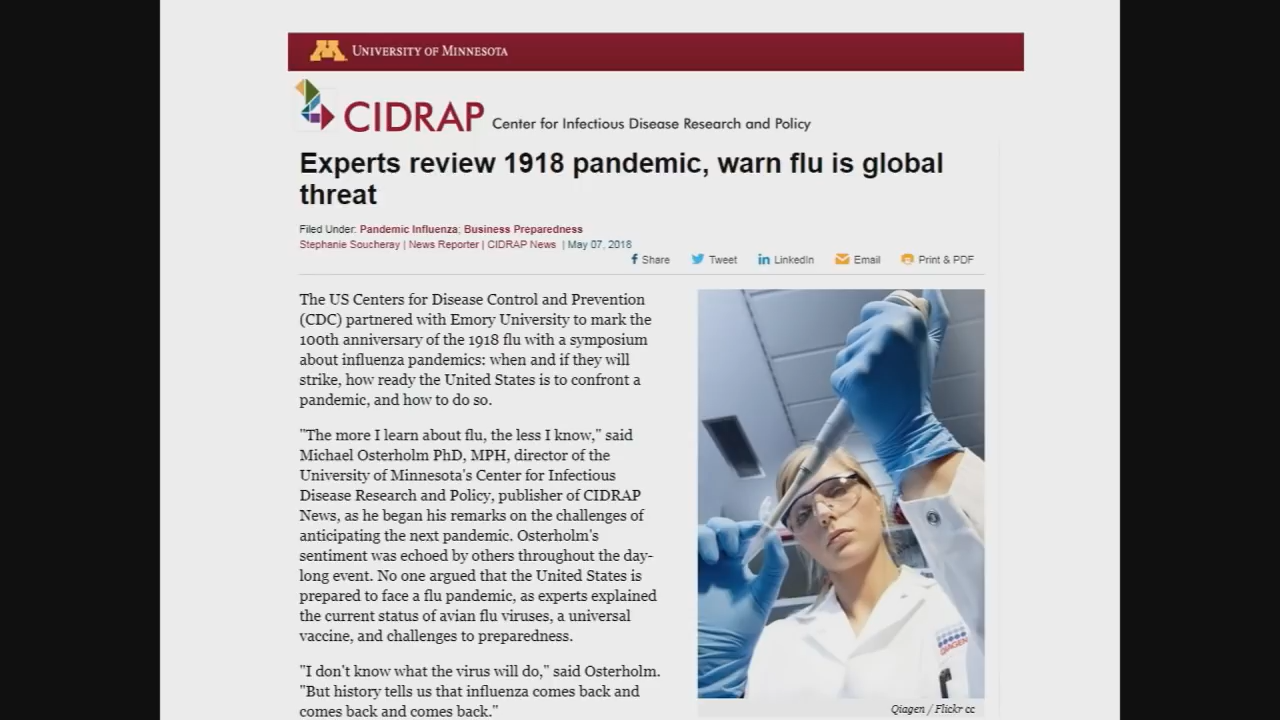 UNIVERSITY OF MINNESOTA
CIDRAP Center for Infectious Disease Research and Policy
Experts review 1918 pandemic, warn flu is global
threat
Filed Under: Pandemic Influenza; Business Preparedness
Stephanie Soucheray | News Reporter | CIDRAP News | May 07, 2018
Share Tweet LinkedIn Email Print & PDF
The US Centers for Disease Control and Prevention
(CDC) partnered with Emory University to mark the
100th anniversary of the 1918 flu with a symposium
about influenza pandemics: when and if they will
strike, how ready the United States is to confront a
pandemic, and how to do so.
"The more I learn about flu, the less I know," said
Michael Osterholm PhD, MPH, director of the
University of Minnesota's Center for Infectious
Disease Research and Policy, publisher of CIDRAP
News, as he began his remarks on the challenges of
anticipating the next pandemic. Osterholm's
sentiment was echoed by others throughout the day-
long event. No one argued that the United States is
prepared to face a flu pandemic, as experts explained
the current status of avian flu viruses, a universal
vaccine, and challenges to preparedness.
"I don't know what the virus will do," said Osterholm.
"But history tells us that influenza comes back and
comes back and comes back."
QIAGEN
Qiagen / Flickr cc